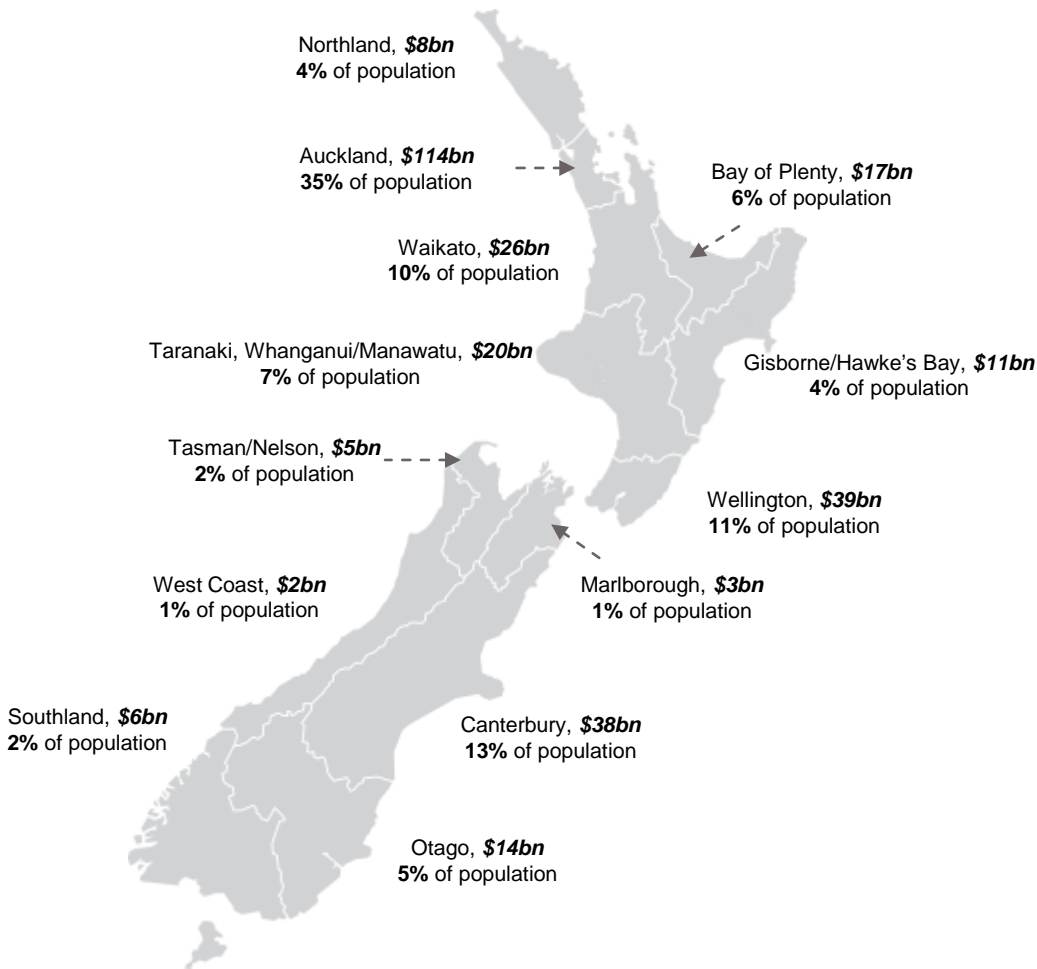 Northland, $8bn
4% of population
Auckland, $114bn
35% of population
Bay of Plenty, $17bn
6% of population
Waikato, $26bn
10% of population
Taranaki, Whanganui/Manawatu, $20bn
7% of population
Gisborne/Hawke's Bay, $11bn
4% of population
Tasman/Nelson, $5bn
2% of population
Wellington, $39bn
11% of population
West Coast, $2bn
1% of population
Marlborough, $3bn
1% of population
Southland, $6bn
2% of population
Canterbury, $38bn
13% of population
Otago, $14bn
5% of population